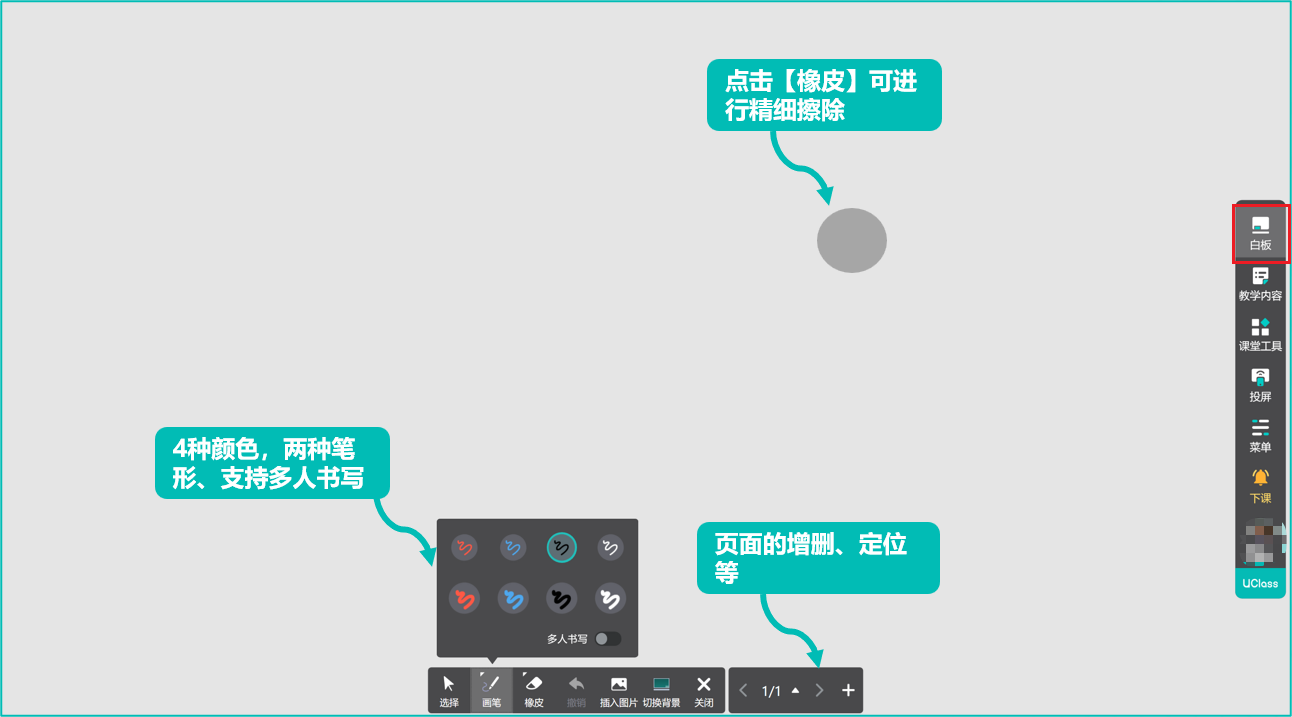 点击【橡皮】可进
行精细擦除
白板
教学内容
课堂工具
投屏
菜单
下课
UClass
4种颜色，两种笔
形、支持多人书写
页面的增删、定位
等
多人书写
选择
画笔
橡皮
撤销
插入图片
切换背景
关闭
1/1